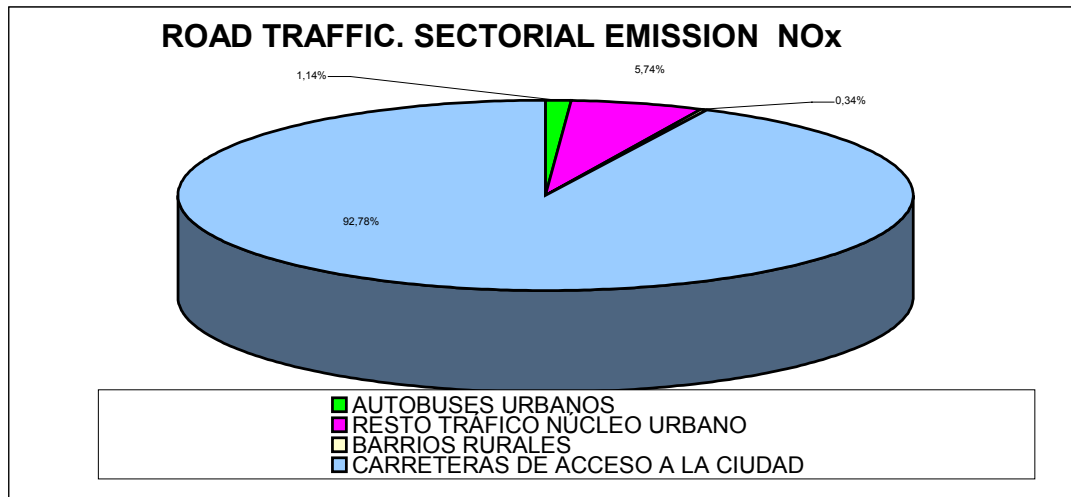 ROAD TRAFFIC. SECTORIAL EMISSION NOx
1,14%
5,74%
0,34%
92,78%
AUTOBUSES URBANOS
RESTO TRÁFICO NÚCLEO URBANO
BARRIOS RURALES
CARRETERAS DE ACCESO A LA CIUDAD